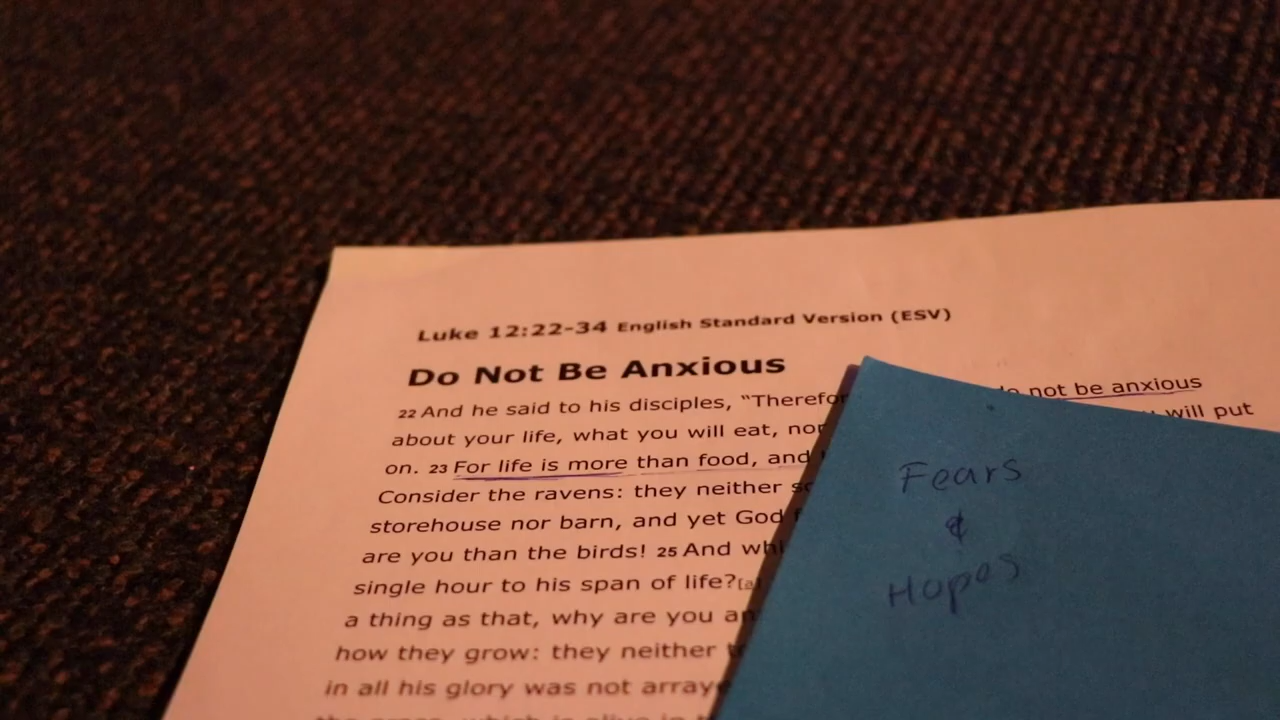 Luke 12:22-34 English Standard Version (ESV)
Do Not Be Anxious
22 And he said to his disciples, “Therefor not be anxious
about your life, what you will eat, nor will put
on. 23 For life is more than food, and
Consider the ravens: they neither
storehouse nor barn, and yet God
are you than the birds! 25 And
single hour to his span of life?[a]
a thing as that, why are you
how they grow: they neither
in all his glory was not
Fears
&
Hopes